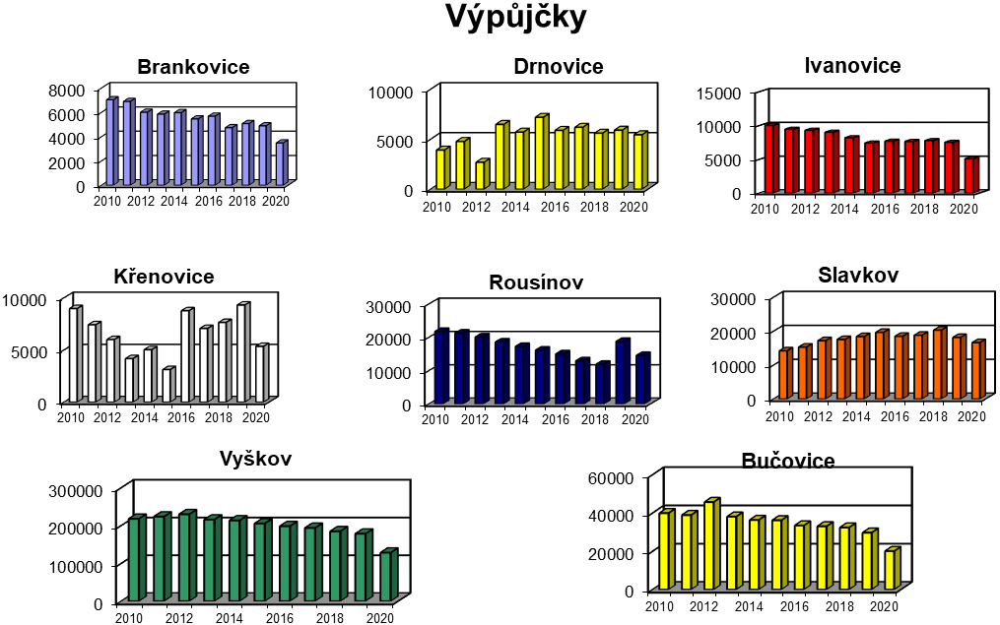 Výpůjčky
Brankovice
8000
6000
4000
2000
0
2010 2012 2014 2016 2018 2020
Drnovice
10000
5000
0
2010 2012 2014 2016 2018 2020
Ivanovice
15000
10000
5000
0
2010 2012 2014 2016 2018 2020
Křenovice
10000
5000
0
2010 2012 2014 2016 2018 2020
Rousínov
30000
20000
10000
0
2010 2012 2014 2016 2018 2020
Slavkov
30000
20000
10000
0
2010 2012 2014 2016 2018 2020
Vyškov
300000
200000
100000
0
2010 2012 2014 2016 2018 2020
Bučovice
60000
40000
20000
0
2010 2012 2014 2016 2018 2020